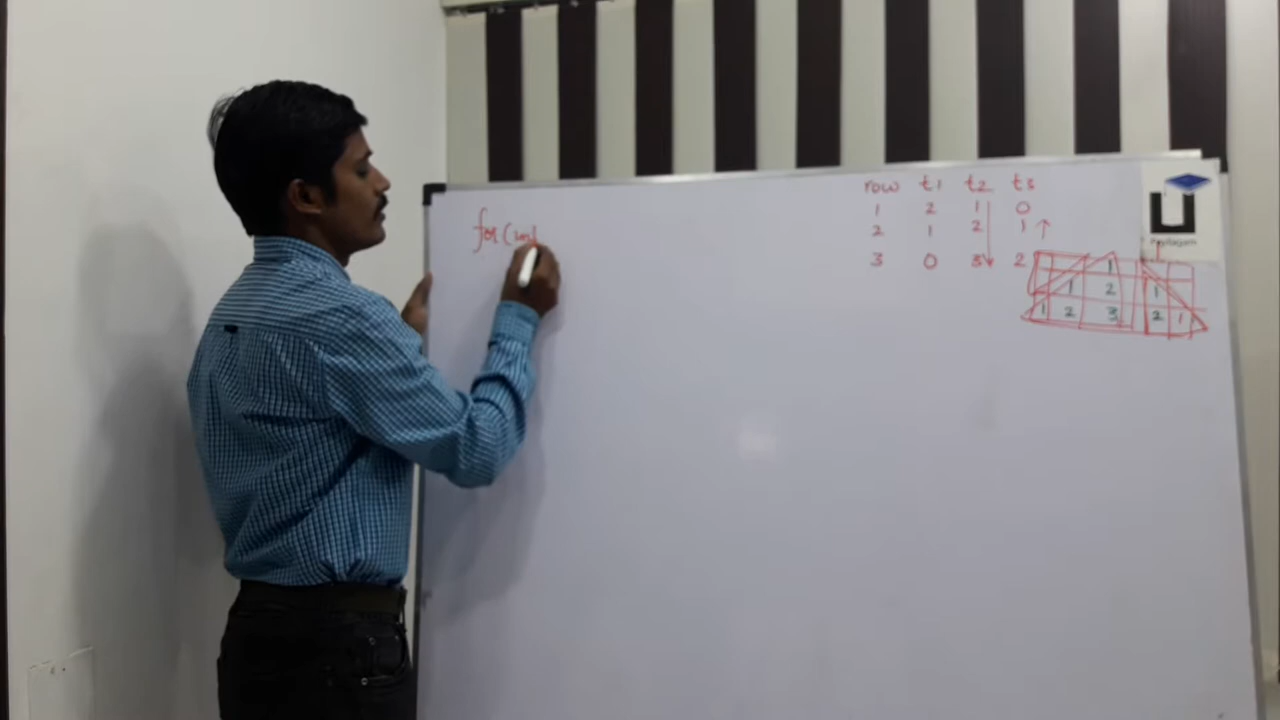 for(int
row t1 t2 t3
1 2 1 0
2 1 2 1 ↑
3 0 3 2
1
1 2 1
1 2 3 2 1